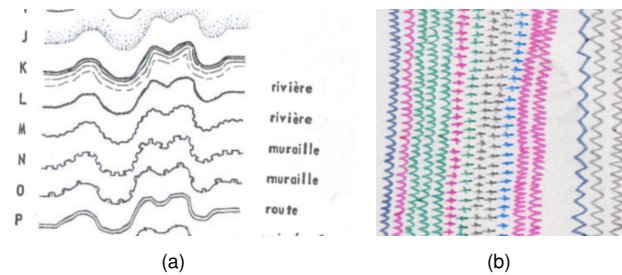 J
K
L rivière
M rivière
N muraille
O muraille
P route
(a)
(b)